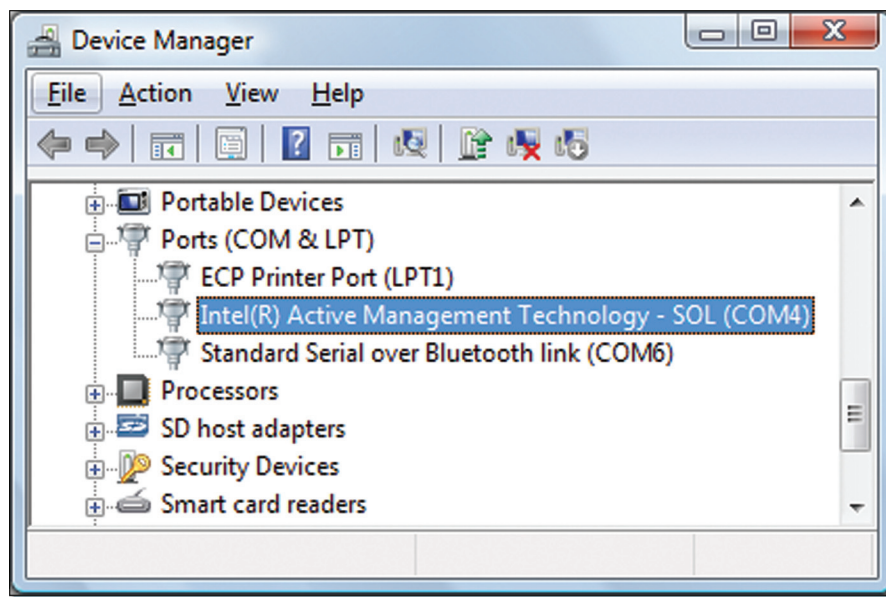 Device Manager
File Action View Help
Portable Devices
Ports (COM & LPT)
ECP Printer Port (LPT1)
Intel(R) Active Management Technology - SOL (COM4)
Standard Serial over Bluetooth link (COM6)
Processors
SD host adapters
Security Devices
Smart card readers